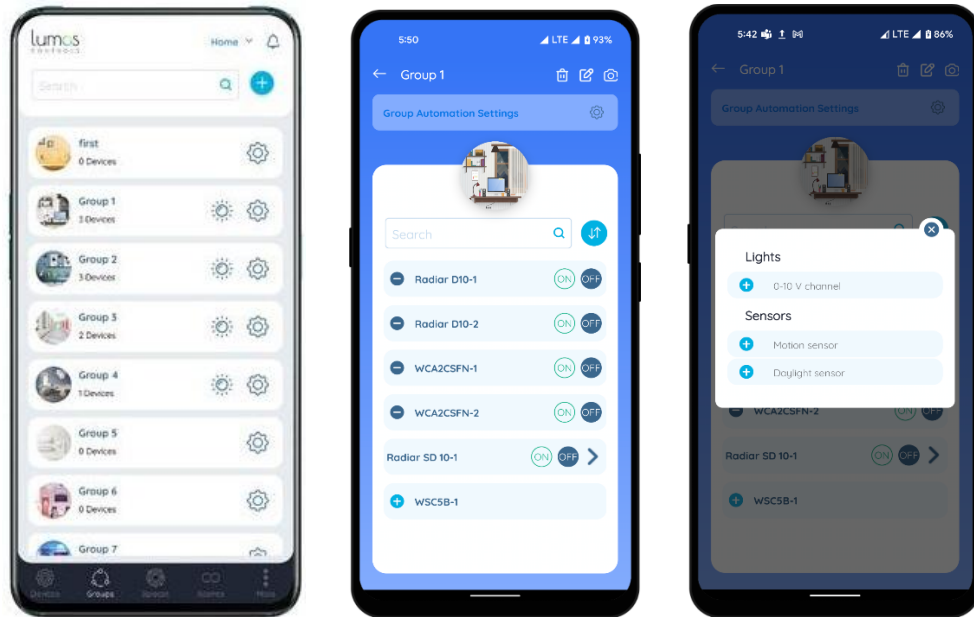 lumos
CONTROLS
Home
Search
first
0 Devices
Group 1
3 Devices
Group 2
3 Devices
Group 3
2 Devices
Group 4
1 Devices
Group 5
0 Devices
Group 6
0 Devices
Group 7
Devices
Groups
Scenes
More
5:50
LTE
93%
Group 1
Group Automation Settings
Search
Radiar D10-1
ON
OFF
Radiar D10-2
ON
OFF
WCA2CSFN-1
ON
OFF
WCA2CSFN-2
ON
OFF
Radiar SD 10-1
ON
OFF
WSC5B-1
5:42
LTE
86%
Group 1
Group Automation Settings
Lights
0-10 V channel
Sensors
Motion sensor
Daylight sensor
WCA2CSFN-2
ON
OFF
Radiar SD 10-1
ON
OFF
WSC5B-1